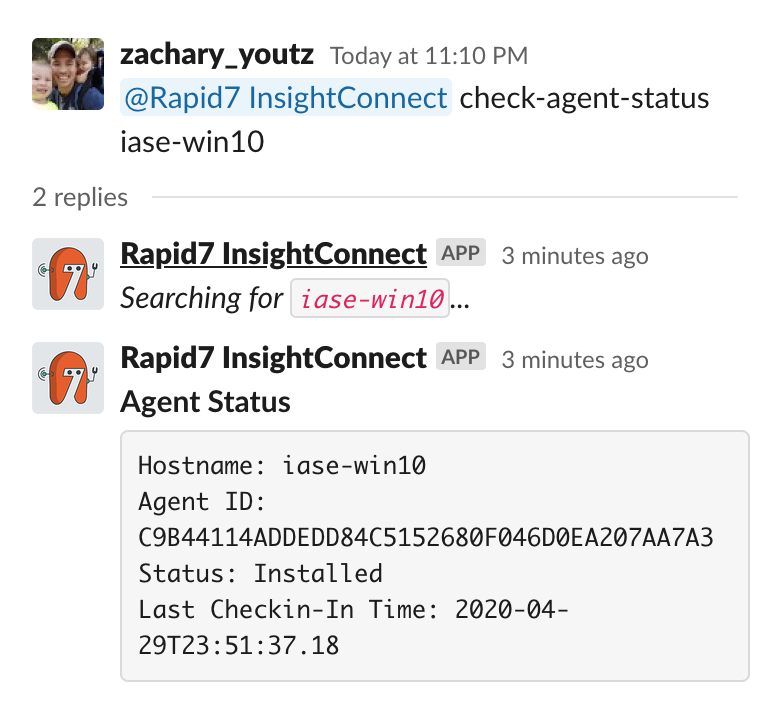 zachary_youtz Today at 11:10 PM
@Rapid7 InsightConnect check-agent-status
iase-win10
2 replies
Rapid7 InsightConnect APP 3 minutes ago
Searching for iase-win10...
Rapid7 InsightConnect APP 3 minutes ago
Agent Status
Hostname: iase-win10
Agent ID:
C9B44114ADDEDD84C5152680F046D0EA207AA7A3
Status: Installed
Last Checkin-In Time: 2020-04-
29T23:51:37.18